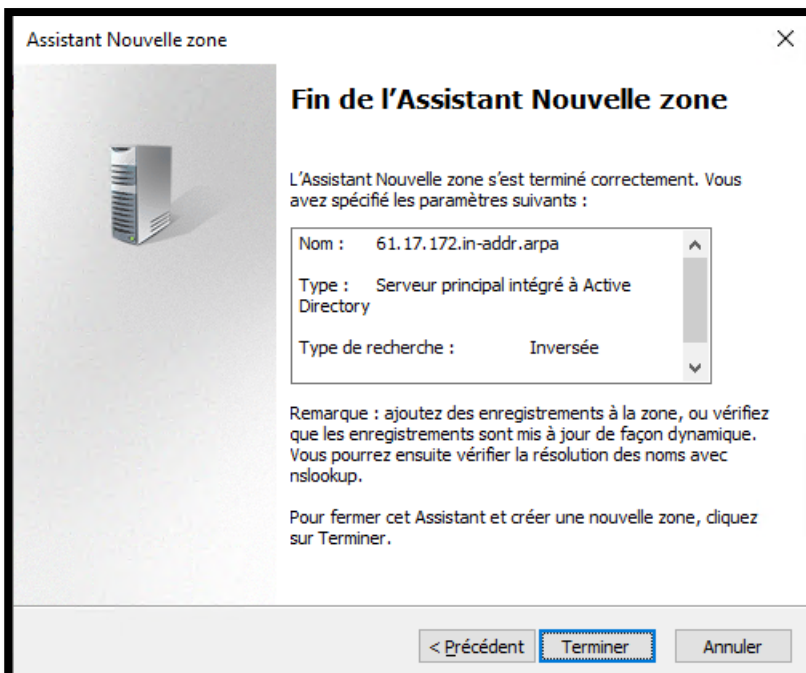 Assistant Nouvelle zone
Fin de l’Assistant Nouvelle zone
L’Assistant Nouvelle zone s’est terminé correctement. Vous
avez spécifié les paramètres suivants :
Nom : 61.17.172.in-addr.arpa
Type : Serveur principal intégré à Active
Directory
Type de recherche : Inversée
Remarque : ajoutez des enregistrements à la zone, ou vérifiez
que les enregistrements sont mis à jour de façon dynamique.
Vous pourrez ensuite vérifier la résolution des noms avec
nslookup.
Pour fermer cet Assistant et créer une nouvelle zone, cliquez
sur Terminer.
< Précédent Terminer Annuler